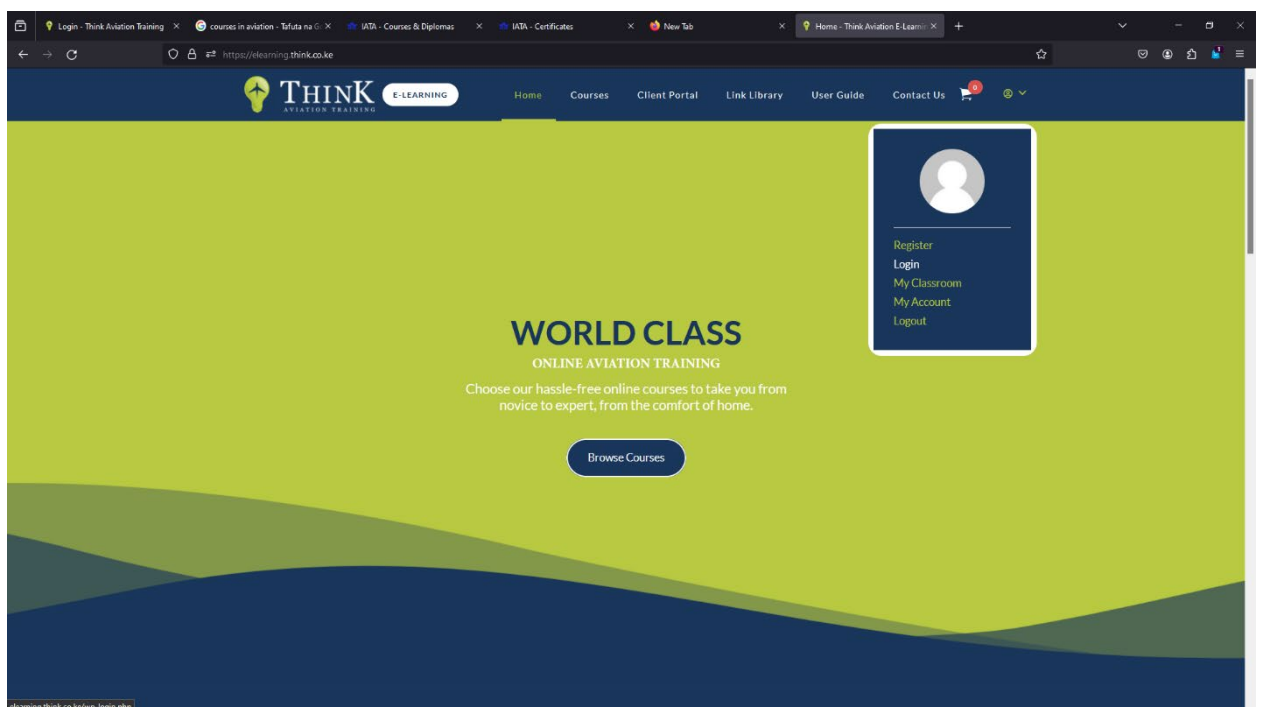 Login - Think Aviation Training
courses in aviation - Tafuta na G
IATA - Courses & Diplomas
IATA - Certificates
New Tab
Home - Think Aviation E-Learnin
https://elearning.think.co.ke
THINK
AVIATION TRAINING
E-LEARNING
Home
Courses
Client Portal
Link Library
User Guide
Contact Us
0
Register
Login
My Classroom
My Account
Logout
WORLD CLASS
ONLINE AVIATION TRAINING
Choose our hassle-free online courses to take you from
novice to expert, from the comfort of home.
Browse Courses